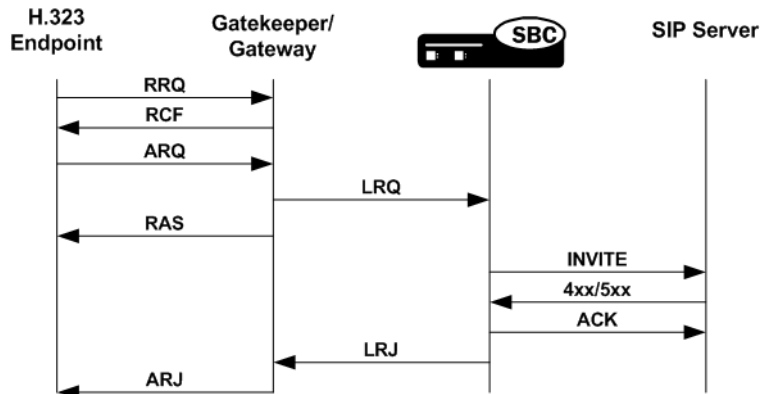 H.323
Endpoint
Gatekeeper/
Gateway
SBC
SIP Server
RRQ
RCF
ARQ
LRQ
RAS
INVITE
4xx/5xx
ACK
LRJ
ARJ